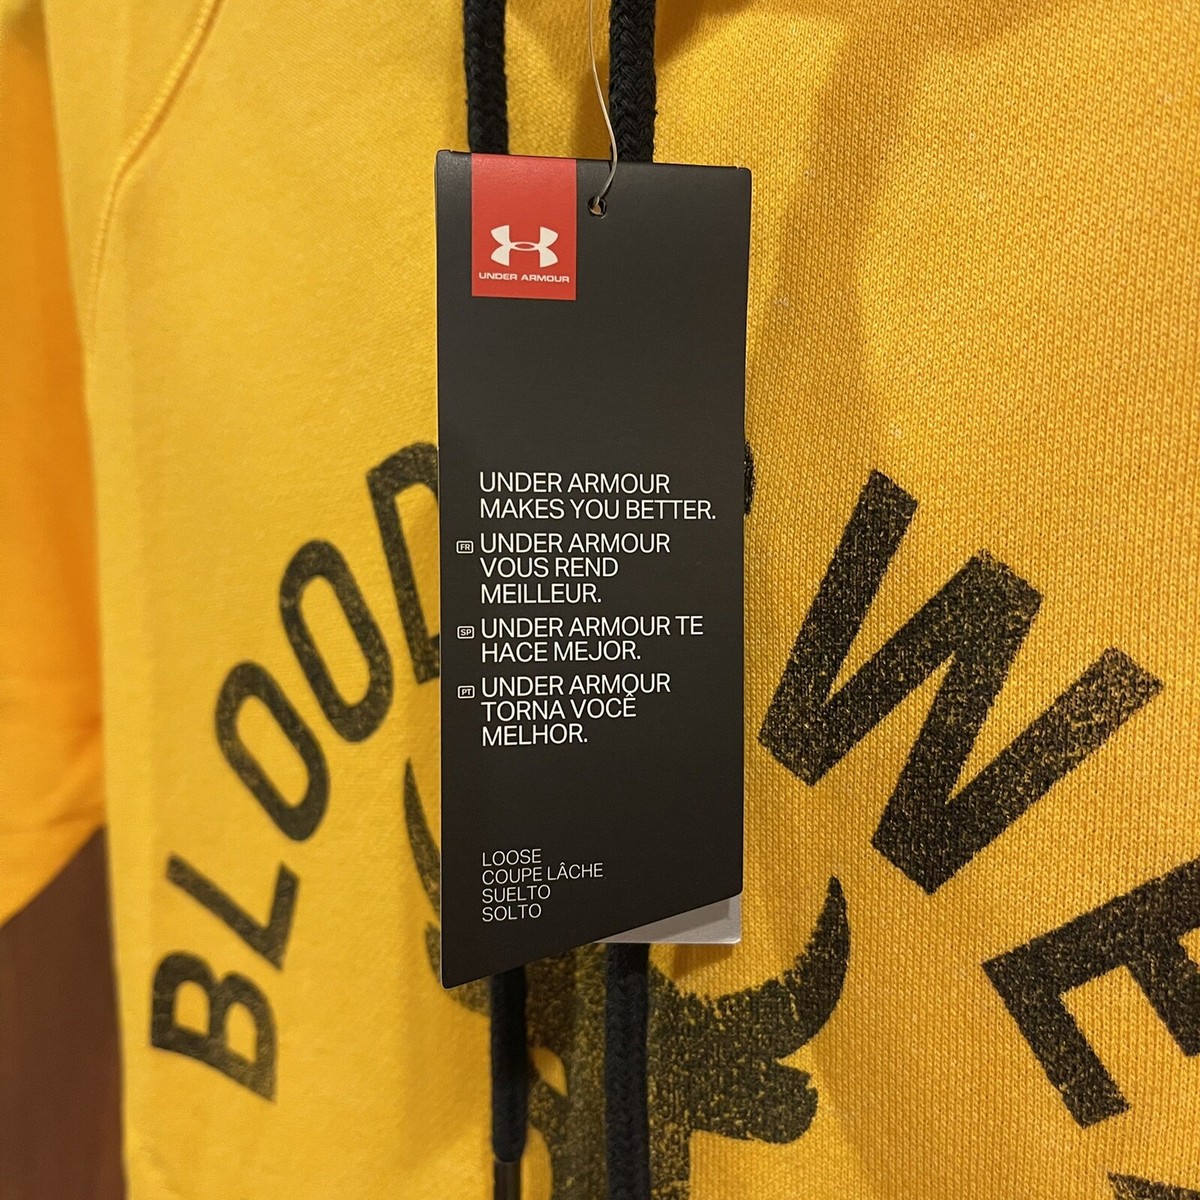 UNDER ARMOUR
UNDER ARMOUR
MAKES YOU BETTER.
FR UNDER ARMOUR
VOUS REND
MEILLEUR.
SP UNDER ARMOUR TE
HACE MEJOR.
PT UNDER ARMOUR
TORNA VOCÊ
MELHOR.
LOOSE
COUPE LÂCHE
SUELTO
SOLTO
BLOOD